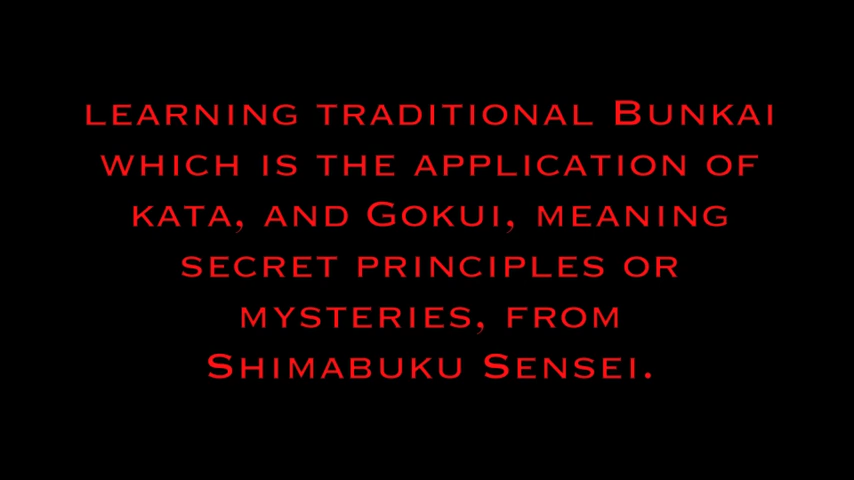 learning traditional Bunkai
which is the application of
kata, and Gokui, meaning
secret principles or
mysteries, from
Shimabuku Sensei.